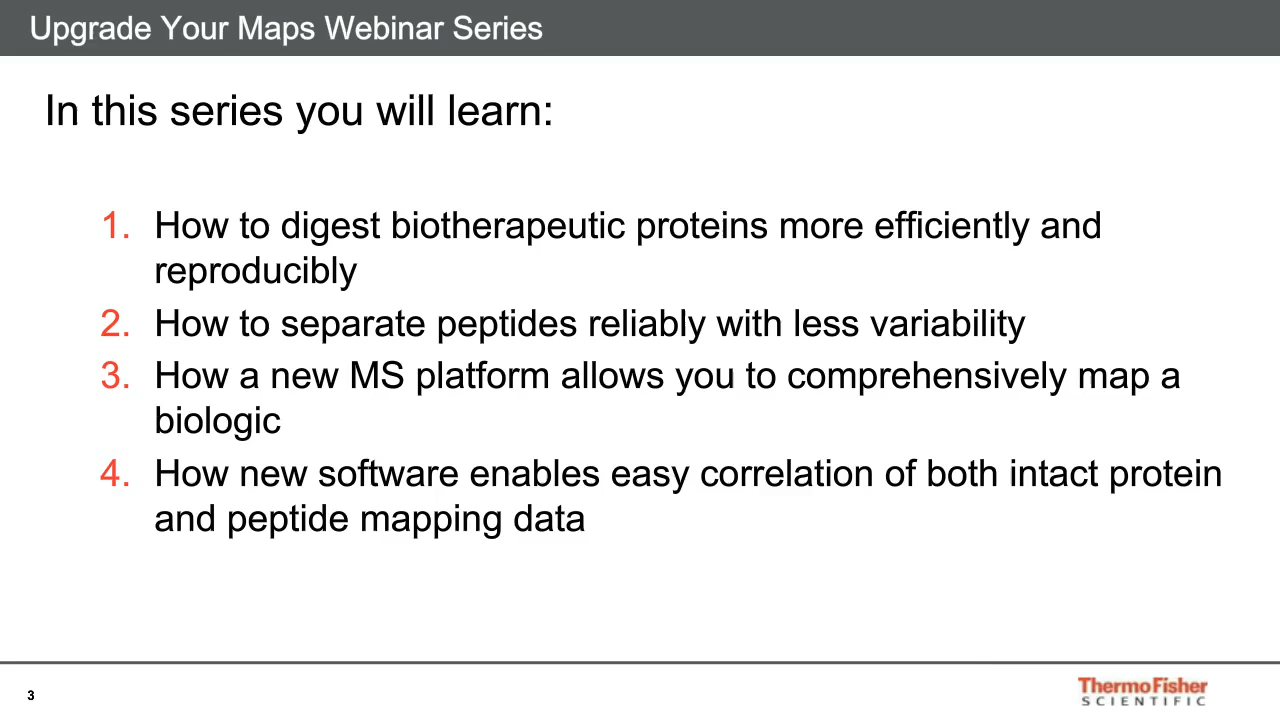 Upgrade Your Maps Webinar Series
In this series you will learn:
1. How to digest biotherapeutic proteins more efficiently and
reproducibly
2. How to separate peptides reliably with less variability
3. How a new MS platform allows you to comprehensively map a
biologic
4. How new software enables easy correlation of both intact protein
and peptide mapping data
3
ThermoFisher
SCIENTIFIC